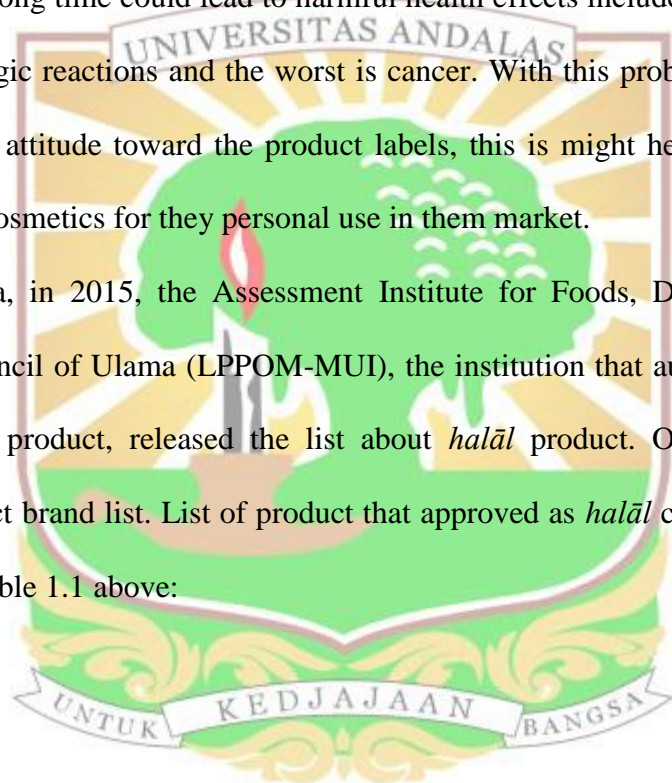 ong time could lead to harmful health effects include
UNIVERSITAS ANDALAS
gic reactions and the worst is cancer. With this prob
attitude toward the product labels, this is might he
osmetics for they personal use in them market.
a, in 2015, the Assessment Institute for Foods, D
ncil of Ulama (LPPOM-MUI), the institution that au
product, released the list about halāl product. O
ct brand list. List of product that approved as halāl c
ble 1.1 above:
UNTUK KEDJAJAAN BANGSA